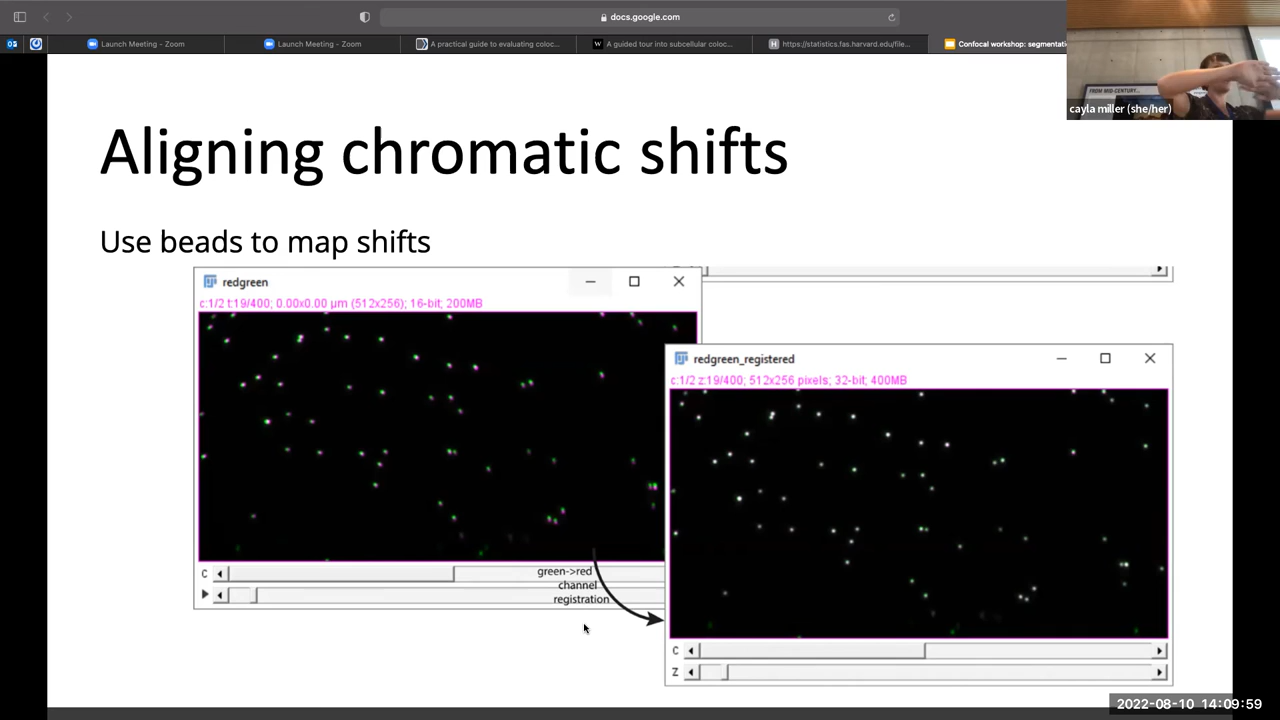 docs.google.com
Launch Meeting - Zoom
Launch Meeting - Zoom
A practical guide to evaluating coloc...
A guided tour into subcellular coloc...
https://statistics.fas.harvard.edu/file...
Confocal workshop: segmentati
FROM MID-CENTURY...
cayla miller (she/her)
Aligning chromatic shifts
Use beads to map shifts
redgreen
c:1/2 t:19/400; 0.00x0.00 µm (512x256); 16-bit; 200MB
redgreen_registered
c:1/2 z:19/400; 512x256 pixels; 32-bit; 400MB
C
green->red
channel
registration
C
Z
2022-08-10 14:09:59